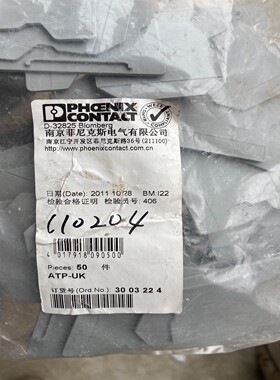 PHŒNIX
CONTACT
D-32825 Blomberg
南京菲尼克斯电气有限公司
南京江宁开发区菲尼克斯路36号(211100)
http://www.phoenixcontact.com.cn
日期(Date): 2011 10/28 BM:I22
检验合格证明 检验员号: 406
110204
4 017918 090500
Pieces: 50 件
ATP-UK
订货号(Ord.No.): 30 03 22 4